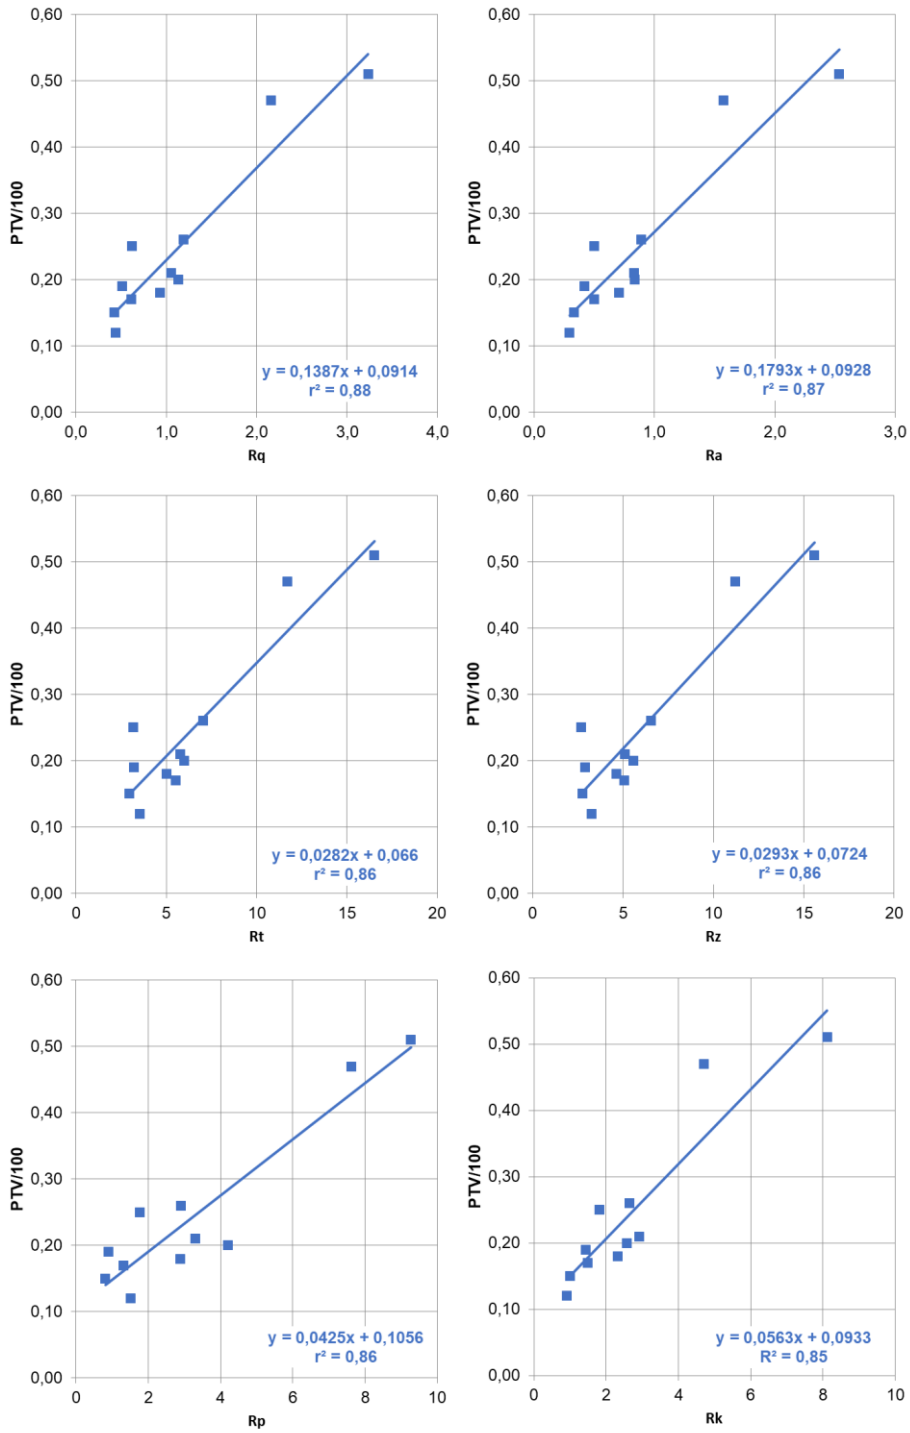 0,60
0,50
0,40
0,30
0,20
0,10
0,00
PTV/100
y = 0,1387x + 0,0914
r² = 0,88
0,0 1,0 2,0 3,0 4,0
Rq
0,60
0,50
0,40
0,30
0,20
0,10
0,00
PTV/100
y = 0,1793x + 0,0928
r² = 0,87
0,0 1,0 2,0 3,0
Ra
0,60
0,50
0,40
0,30
0,20
0,10
0,00
PTV/100
y = 0,0282x + 0,066
r² = 0,86
0 5 10 15 20
Rt
0,60
0,50
0,40
0,30
0,20
0,10
0,00
PTV/100
y = 0,0293x + 0,0724
r² = 0,86
0 5 10 15 20
Rz
0,60
0,50
0,40
0,30
0,20
0,10
0,00
PTV/100
y = 0,0425x + 0,1056
r² = 0,86
0 2 4 6 8 10
Rp
0,60
0,50
0,40
0,30
0,20
0,10
0,00
PTV/100
y = 0,0563x + 0,0933
R² = 0,85
0 2 4 6 8 10
Rk